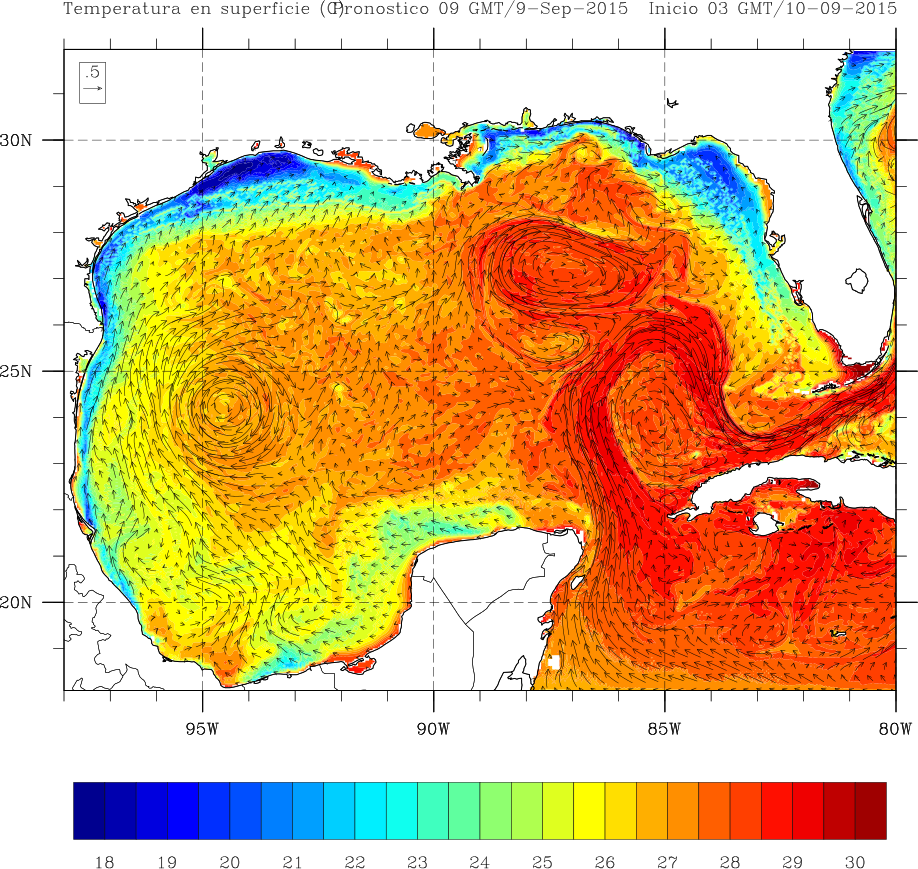 Temperatura en superficie (C) Pronostico 09 GMT/9-Sep-2015 Inicio 03 GMT/10-09-2015
.5
30N
25N
20N
95W 90W 85W 80W
18 19 20 21 22 23 24 25 26 27 28 29 30